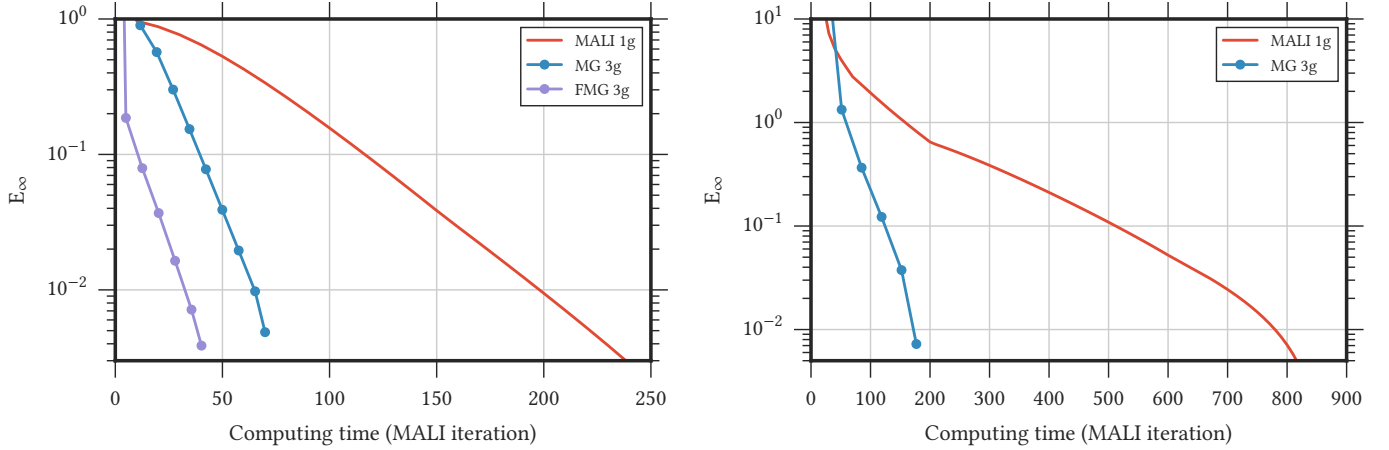 10^0
10^−1
10^−2
E∞
0 50 100 150 200 250
Computing time (MALI iteration)
MALI 1g
MG 3g
FMG 3g
10^1
10^0
10^−1
10^−2
E∞
0 100 200 300 400 500 600 700 800 900
Computing time (MALI iteration)
MALI 1g
MG 3g